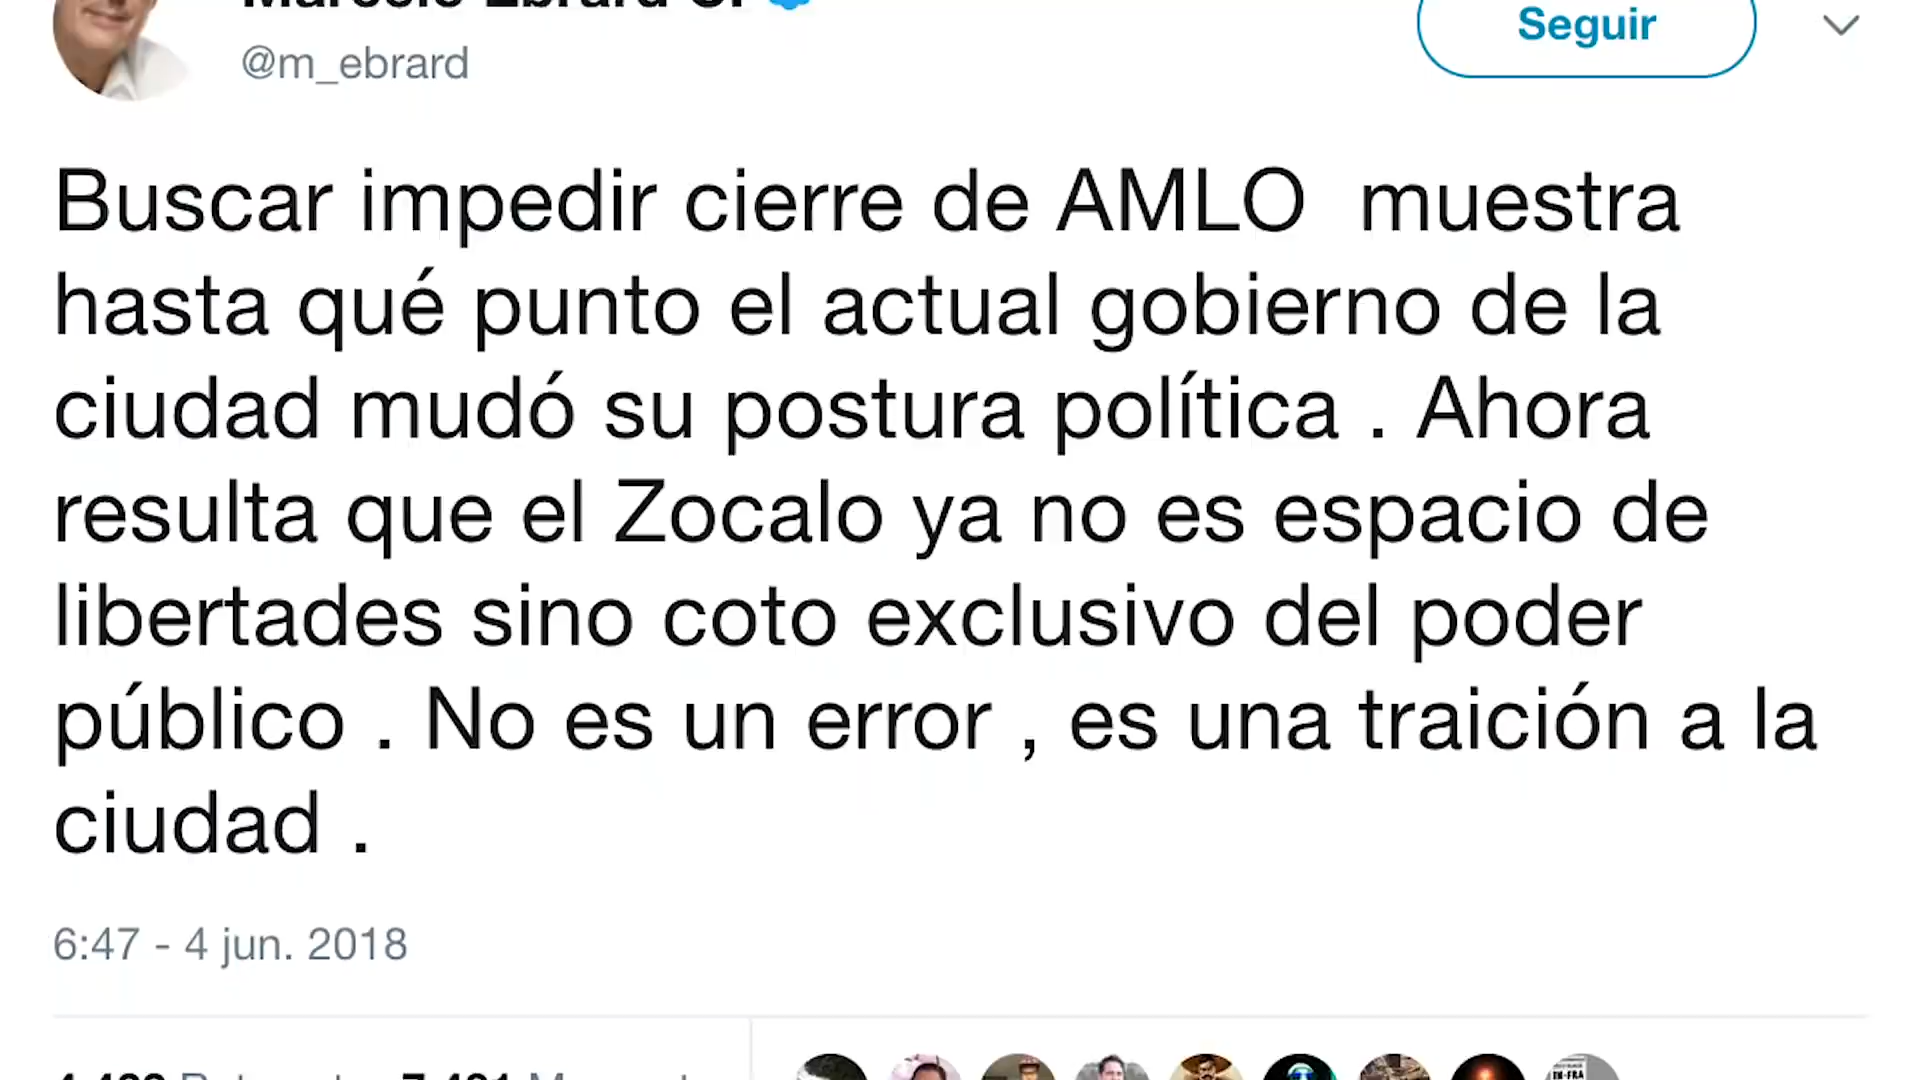 Marcelo Ebrard C.
@m_ebrard
Seguir
Buscar impedir cierre de AMLO  muestra
hasta qué punto el actual gobierno de la
ciudad mudó su postura política . Ahora
resulta que el Zocalo ya no es espacio de
libertades sino coto exclusivo del poder
público . No es un error , es una traición a la
ciudad .
6:47 - 4 jun. 2018